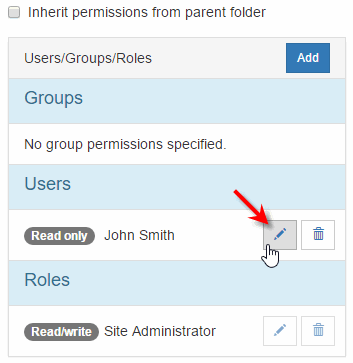 Inherit permissions from parent folder
Users/Groups/Roles Add
Groups
No group permissions specified.
Users
Read only John Smith
Roles
Read/write Site Administrator